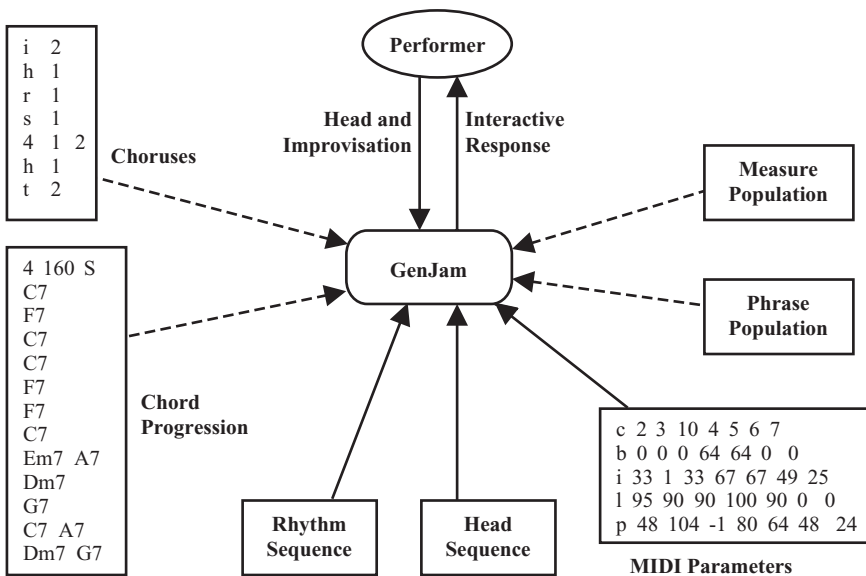 i 2
h 1
r 1
s 1
4 1 2
h 1
t 2
Choruses
Performer
Head and
Improvisation
Interactive
Response
Measure
Population
GenJam
Phrase
Population
4 160 S
C7
F7
C7
C7
F7
F7
C7
Em7 A7
Dm7
G7
C7 A7
Dm7 G7
Chord
Progression
Rhythm
Sequence
Head
Sequence
c 2 3 10 4 5 6 7
b 0 0 0 64 64 0 0
i 33 1 33 67 67 49 25
l 95 90 90 100 90 0 0
p 48 104 -1 80 64 48 24
MIDI Parameters